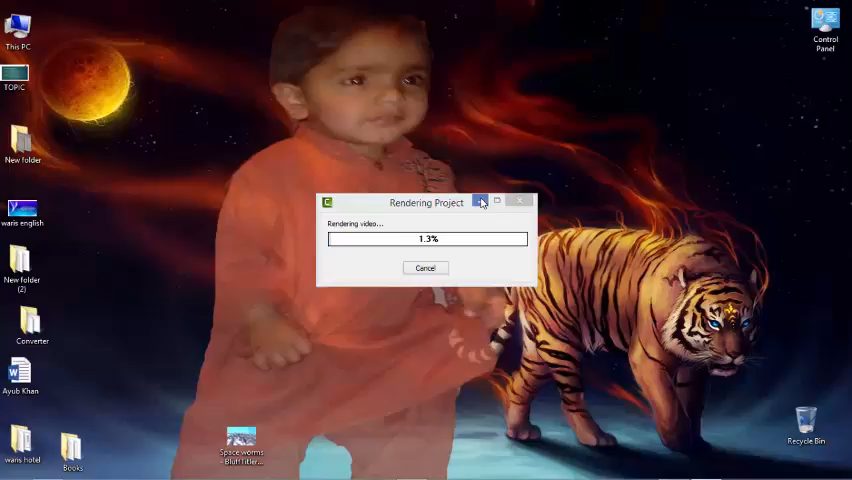 This PC
TOPIC
New folder
waris english
New folder
(2)
Converter
Ayub Khan
waris hotel
Books
Space worms
- BluffTitler...
Control
Panel
Recycle Bin
Rendering Project
Rendering video...
1.3%
Cancel